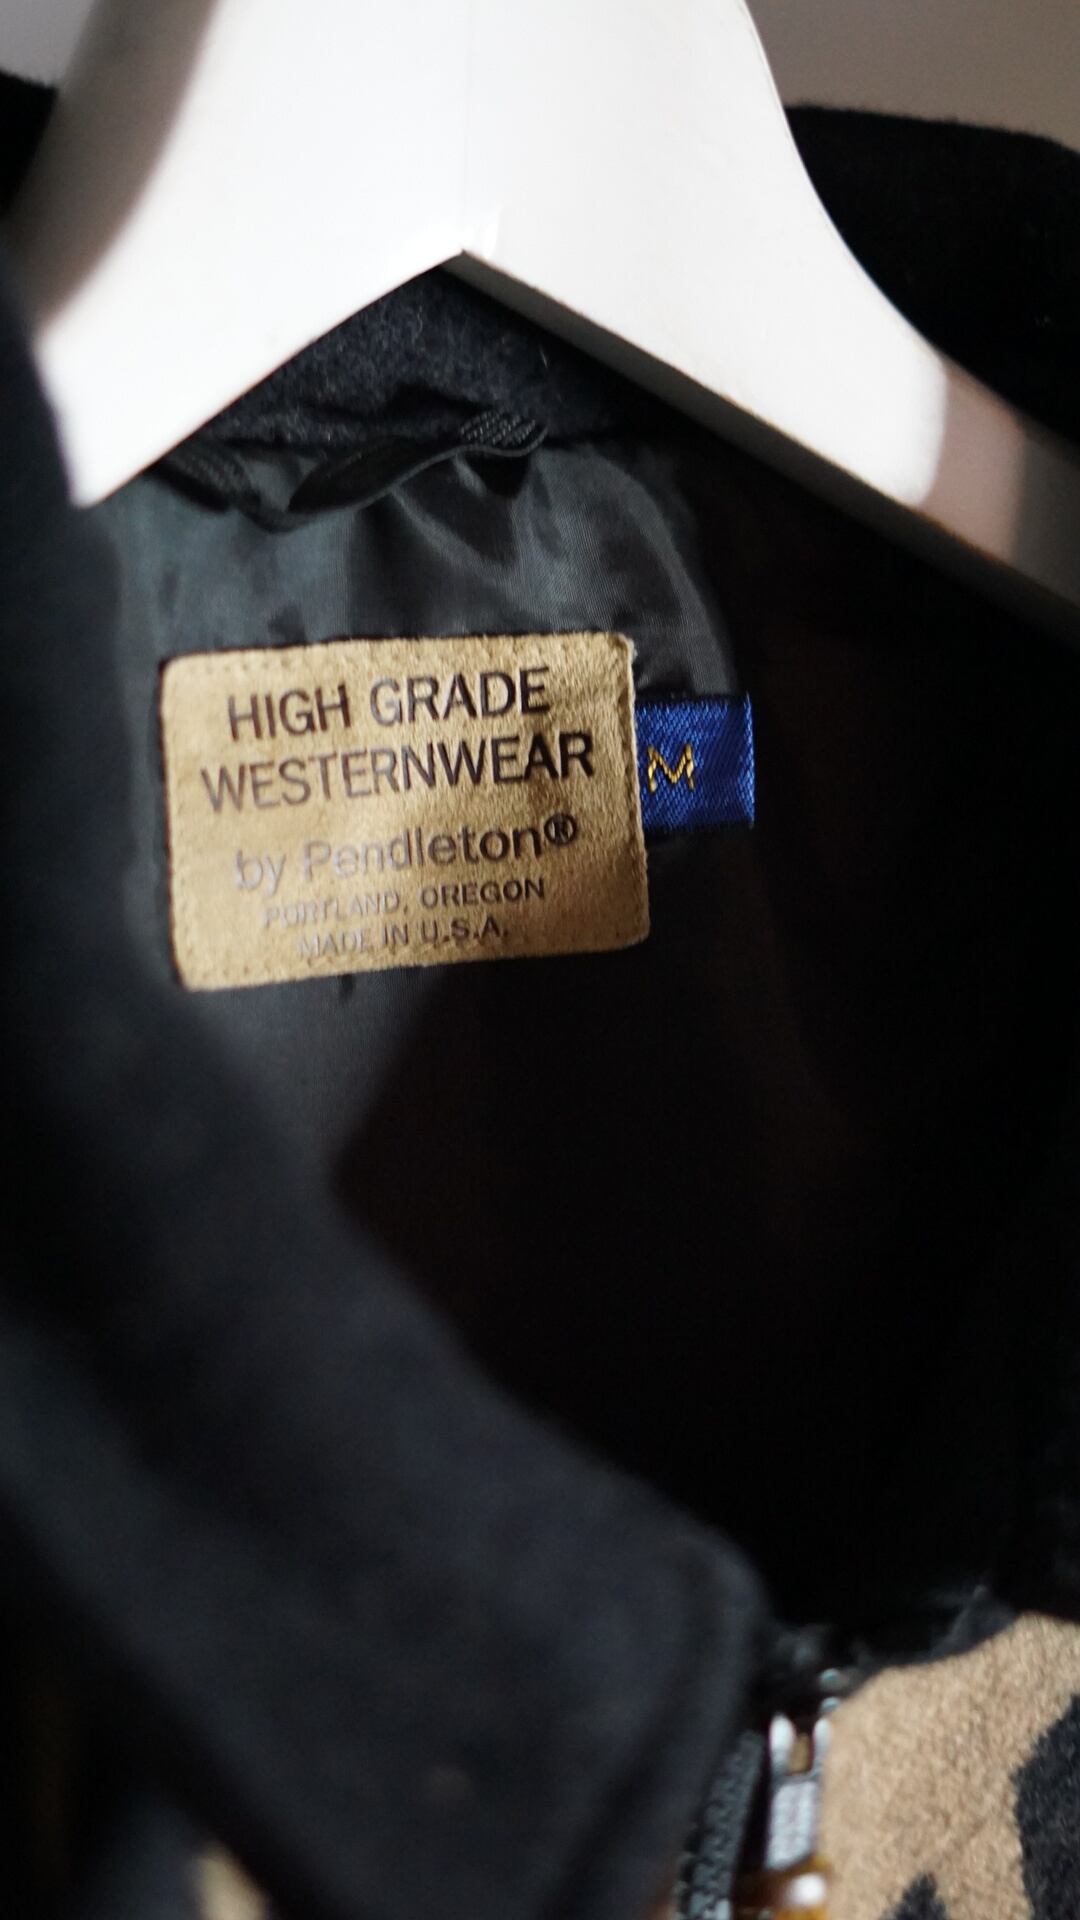 HIGH GRADE
WESTERNWEAR
by Pendleton®
PORTLAND, OREGON
MADE IN U.S.A.
M